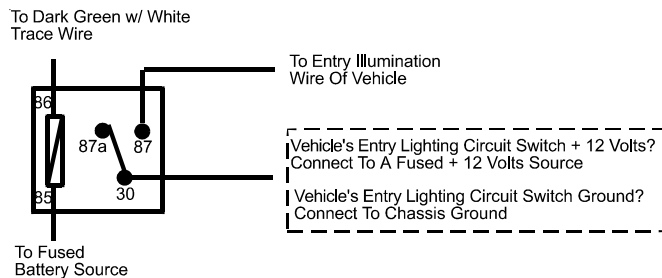 To Dark Green w/ White
Trace Wire
To Entry Illumination
Wire Of Vehicle
86
87a
87
85
30
Vehicle's Entry Lighting Circuit Switch + 12 Volts?
Connect To A Fused + 12 Volts Source
Vehicle's Entry Lighting Circuit Switch Ground?
Connect To Chassis Ground
To Fused
Battery Source